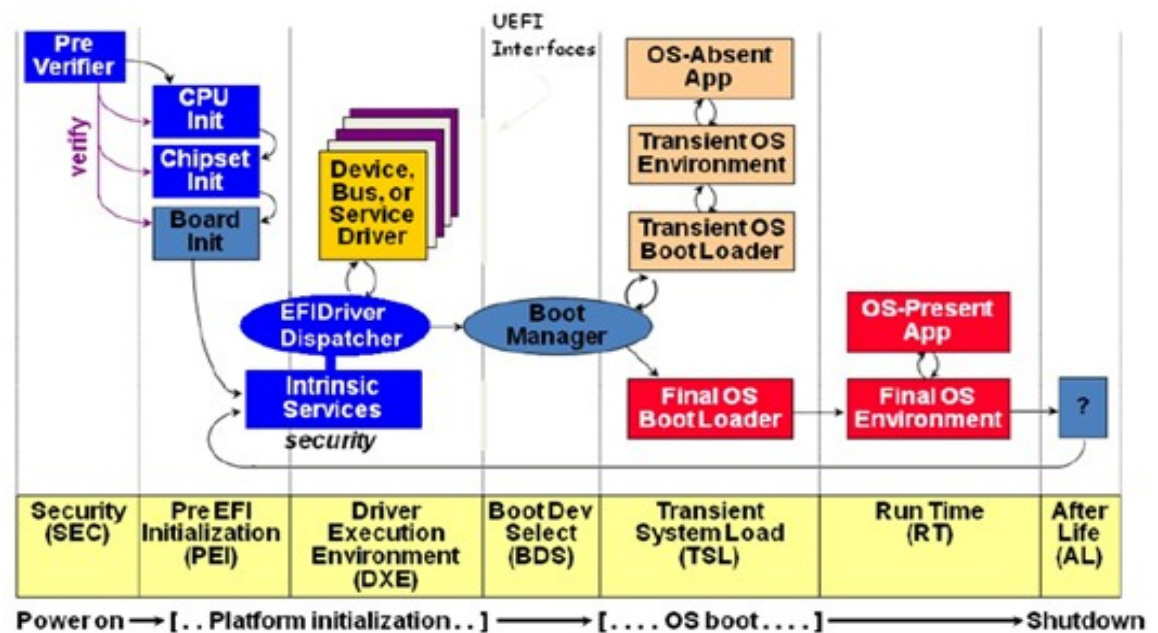 UEFI
Interfaces
Pre
Verifier
verify
CPU
Init
Chipset
Init
Board
Init
Device,
Bus, or
Service
Driver
EFIDriver
Dispatcher
Intrinsic
Services
security
Boot
Manager
OS-Absent
App
Transient OS
Environment
Transient OS
Boot Loader
Final OS
Boot Loader
OS-Present
App
Final OS
Environment
?
Security
(SEC)
Pre EFI
Initialization
(PEI)
Driver
Execution
Environment
(DXE)
Boot Dev
Select
(BDS)
Transient
System Load
(TSL)
Run Time
(RT)
After
Life
(AL)
Power on [ . . Platform initialization . . ] [ . . . . OS boot . . . . ] Shutdown